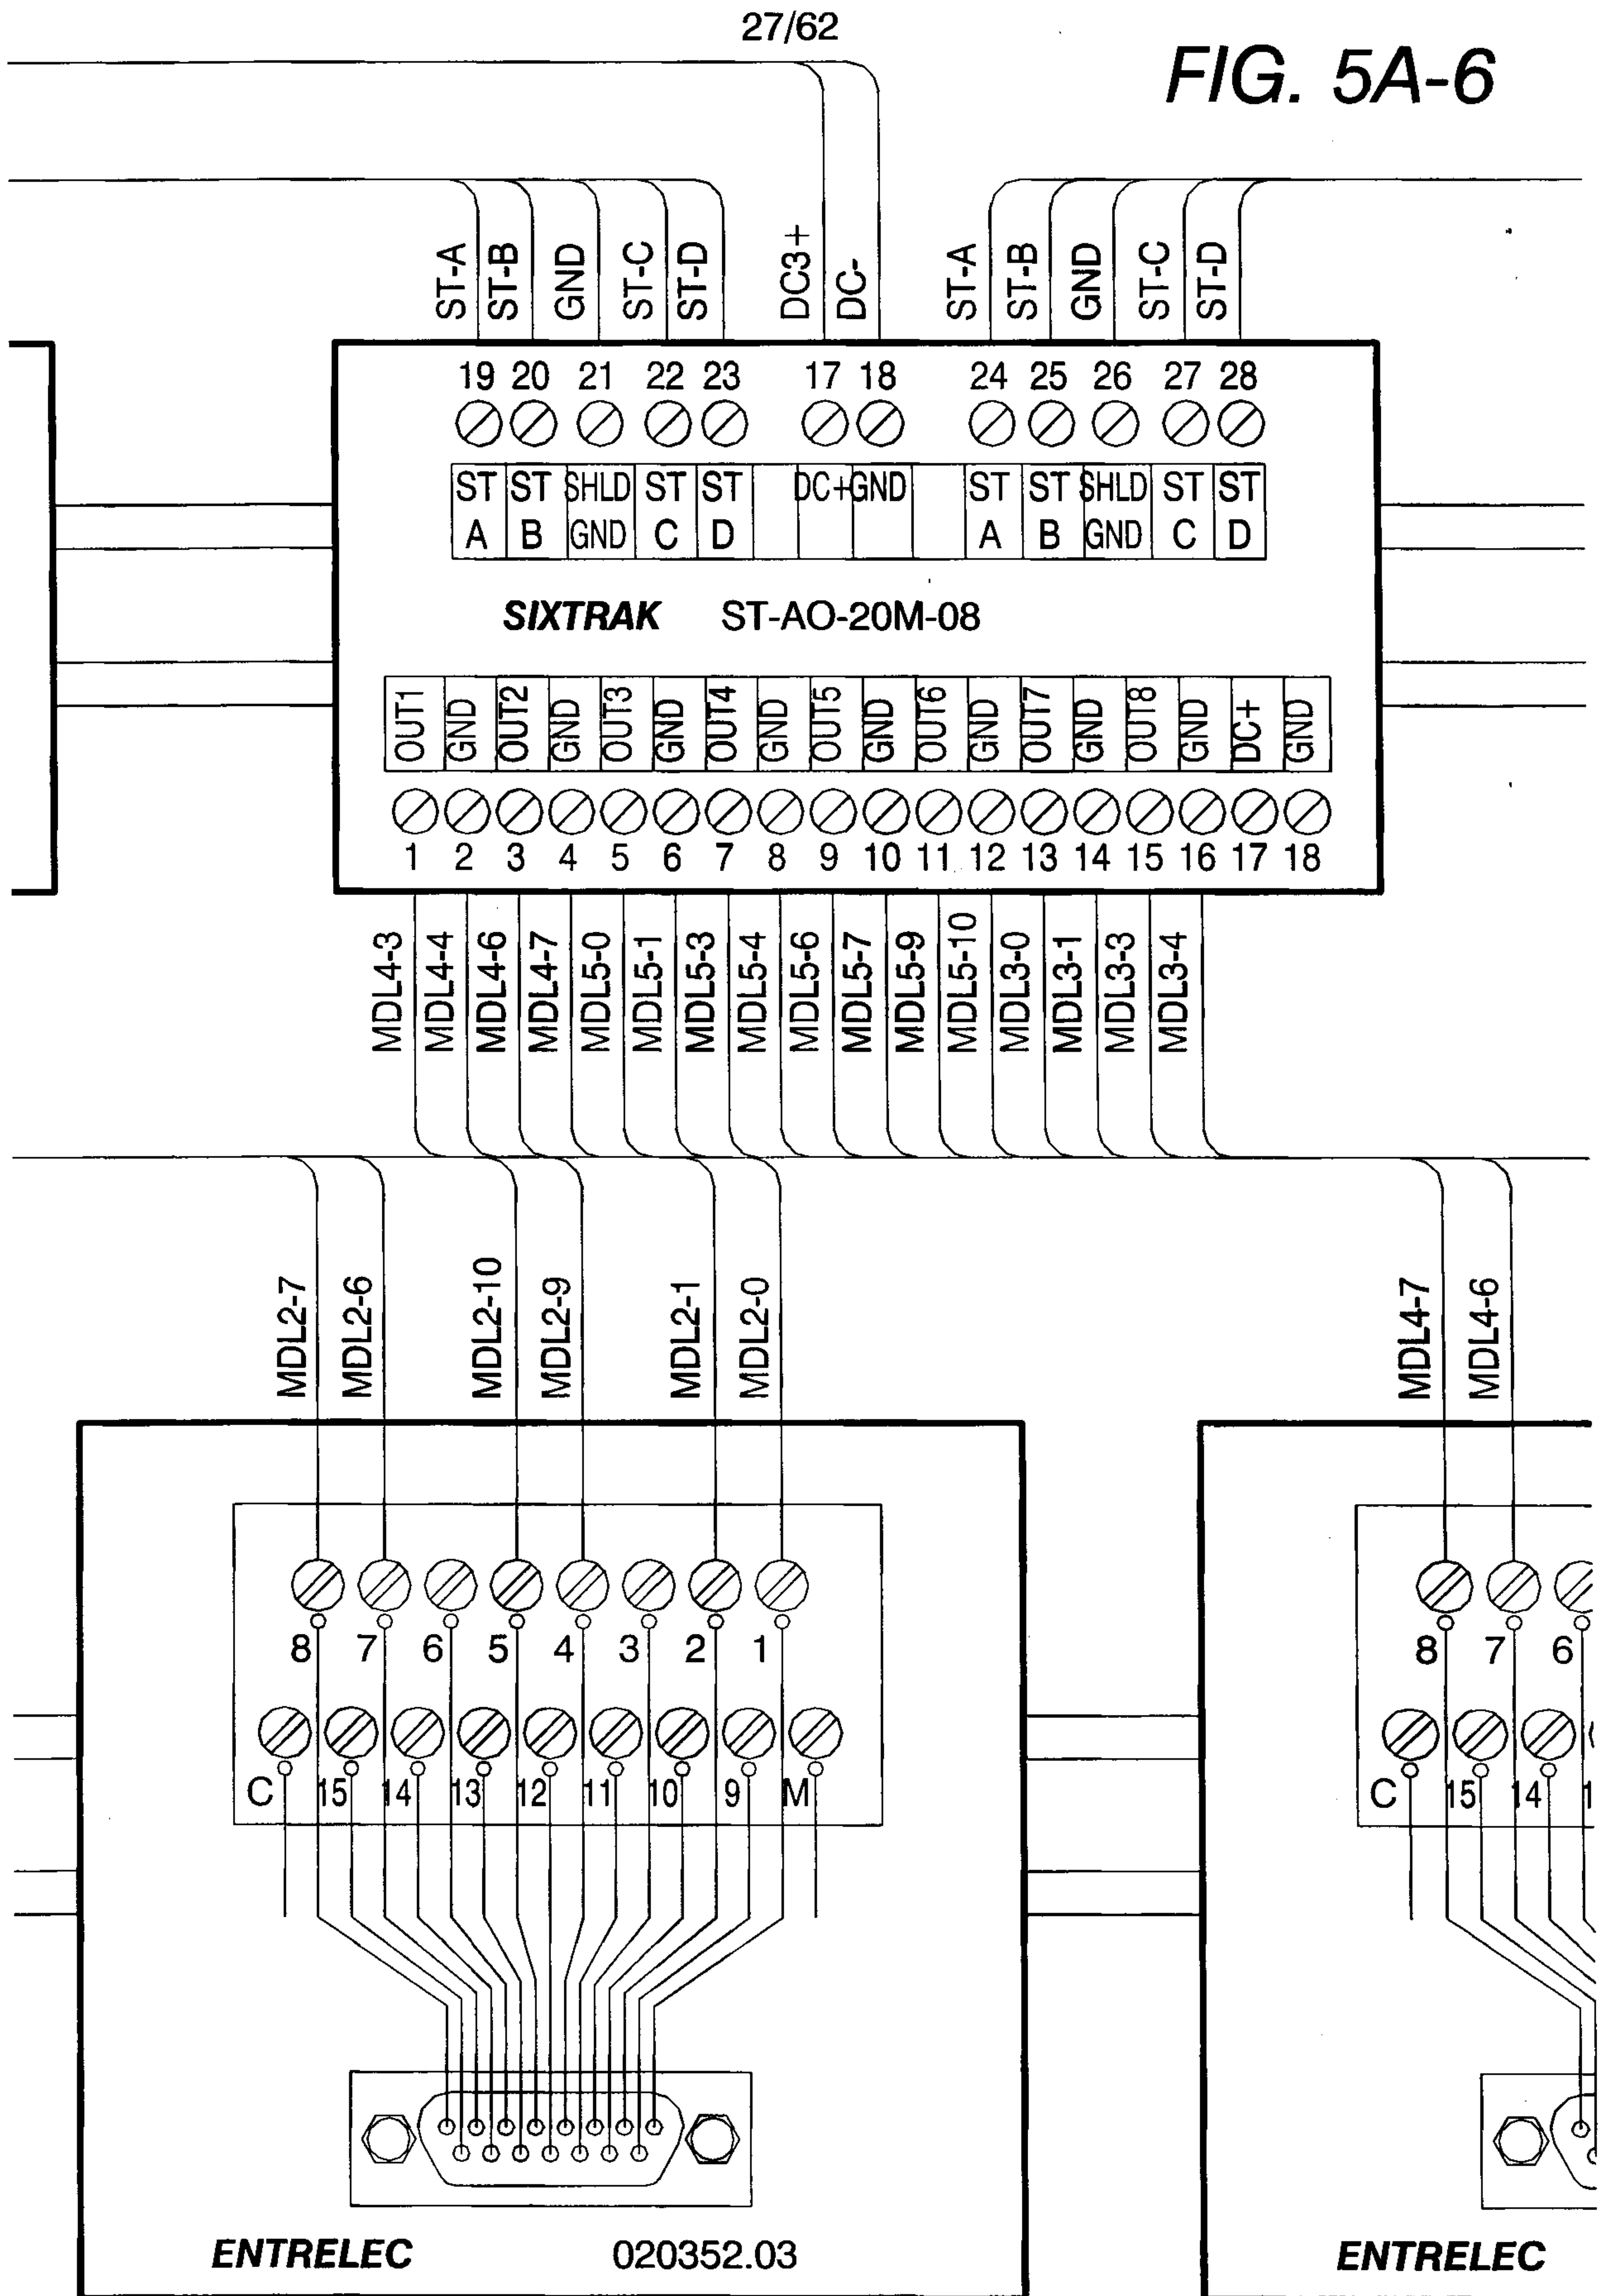 27/62
FIG. 5A-6
ST-A ST-B GND ST-C ST-D DC3+ DC- ST-A ST-B GND ST-C ST-D
19 20 21 22 23 17 18 24 25 26 27 28
ST ST SHLD ST ST DC+ GND ST ST SHLD ST ST
A B GND C D A B GND C D
SIXTRAK ST-AO-20M-08
OUT1 GND OUT2 GND OUT3 GND OUT4 GND OUT5 GND OUT6 GND OUT7 GND OUT8 GND DC+ GND
1 2 3 4 5 6 7 8 9 10 11 12 13 14 15 16 17 18
MDL4-3 MDL4-4 MDL4-6 MDL4-7 MDL5-0 MDL5-1 MDL5-3 MDL5-4 MDL5-6 MDL5-7 MDL5-9 MDL5-10 MDL3-0 MDL3-1 MDL3-3 MDL3-4
MDL2-7 MDL2-6 MDL2-10 MDL2-9 MDL2-1 MDL2-0 MDL4-7 MDL4-6
8 7 6 5 4 3 2 1 8 7 6
C 15 14 13 12 11 10 9 M C 15 14 1
ENTRELEC 020352.03 ENTRELEC